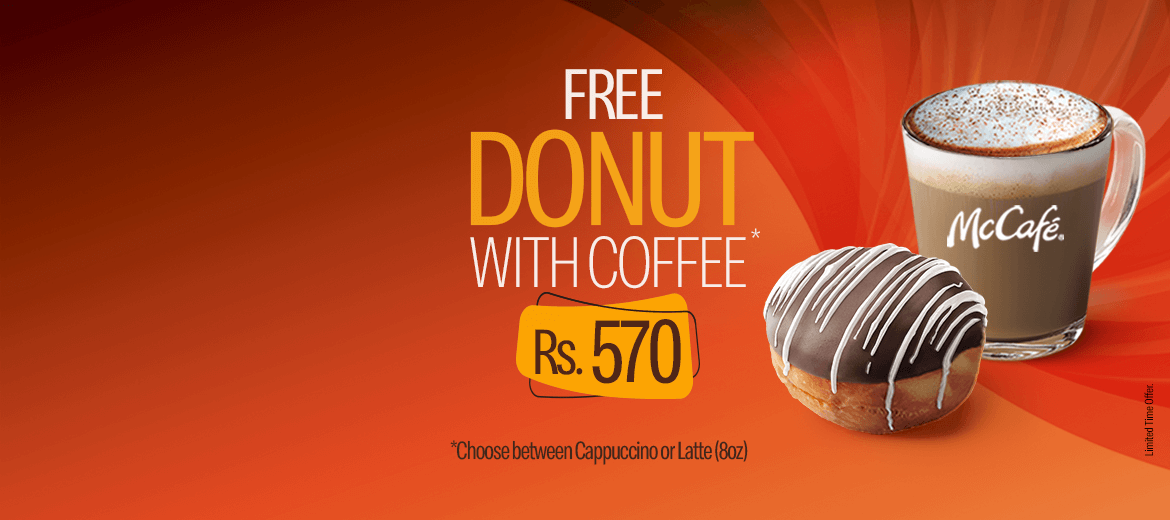 FREE
DONUT
WITH COFFEE*
Rs. 570
*Choose between Cappuccino or Latte (8oz)
McCafé®
Limited Time Offer.